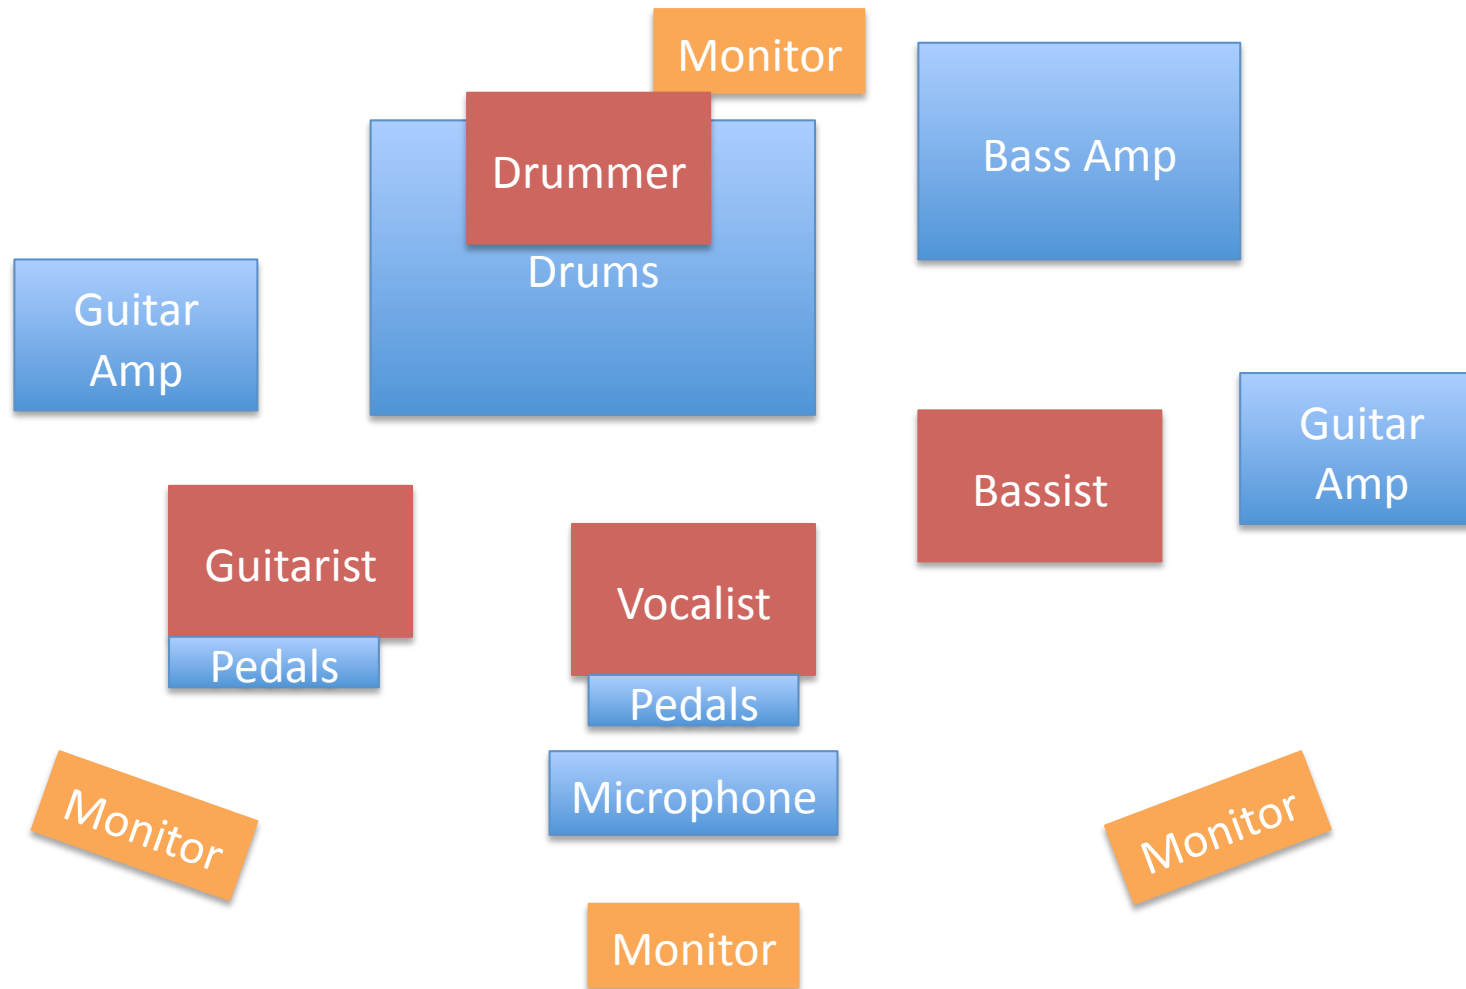 Monitor
Drummer
Bass Amp
Drums
Guitar
Amp
Guitar
Amp
Bassist
Guitarist
Vocalist
Pedals
Pedals
Microphone
Monitor
Monitor
Monitor